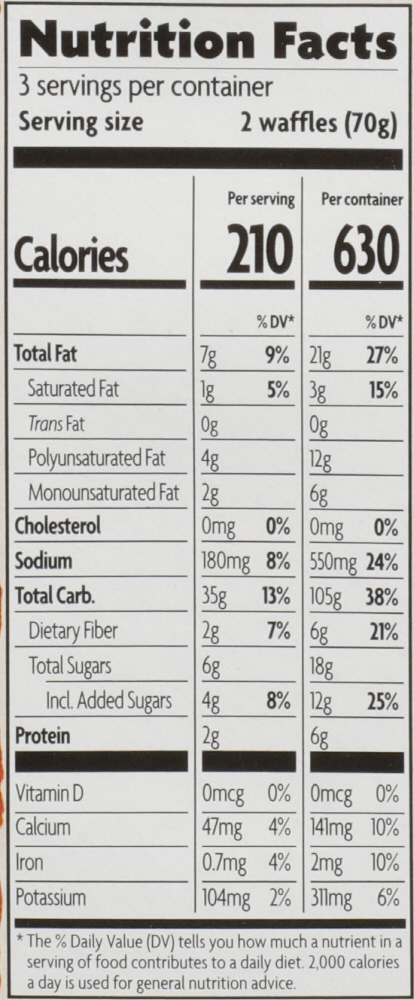 Nutrition Facts
3 servings per container
Serving size 2 waffles (70g)
Per serving Per container
Calories 210 630
% DV* % DV*
Total Fat 7g 9% 21g 27%
Saturated Fat 1g 5% 3g 15%
Trans Fat 0g 0g
Polyunsaturated Fat 4g 12g
Monounsaturated Fat 2g 6g
Cholesterol 0mg 0% 0mg 0%
Sodium 180mg 8% 550mg 24%
Total Carb. 35g 13% 105g 38%
Dietary Fiber 2g 7% 6g 21%
Total Sugars 6g 18g
Incl. Added Sugars 4g 8% 12g 25%
Protein 2g 6g
Vitamin D 0mcg 0% 0mcg 0%
Calcium 47mg 4% 141mg 10%
Iron 0.7mg 4% 2mg 10%
Potassium 104mg 2% 311mg 6%
* The % Daily Value (DV) tells you how much a nutrient in a
serving of food contributes to a daily diet. 2,000 calories
a day is used for general nutrition advice.